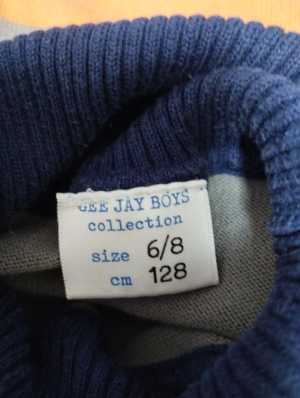 GEE JAY BOYS
collection
size 6/8
cm 128